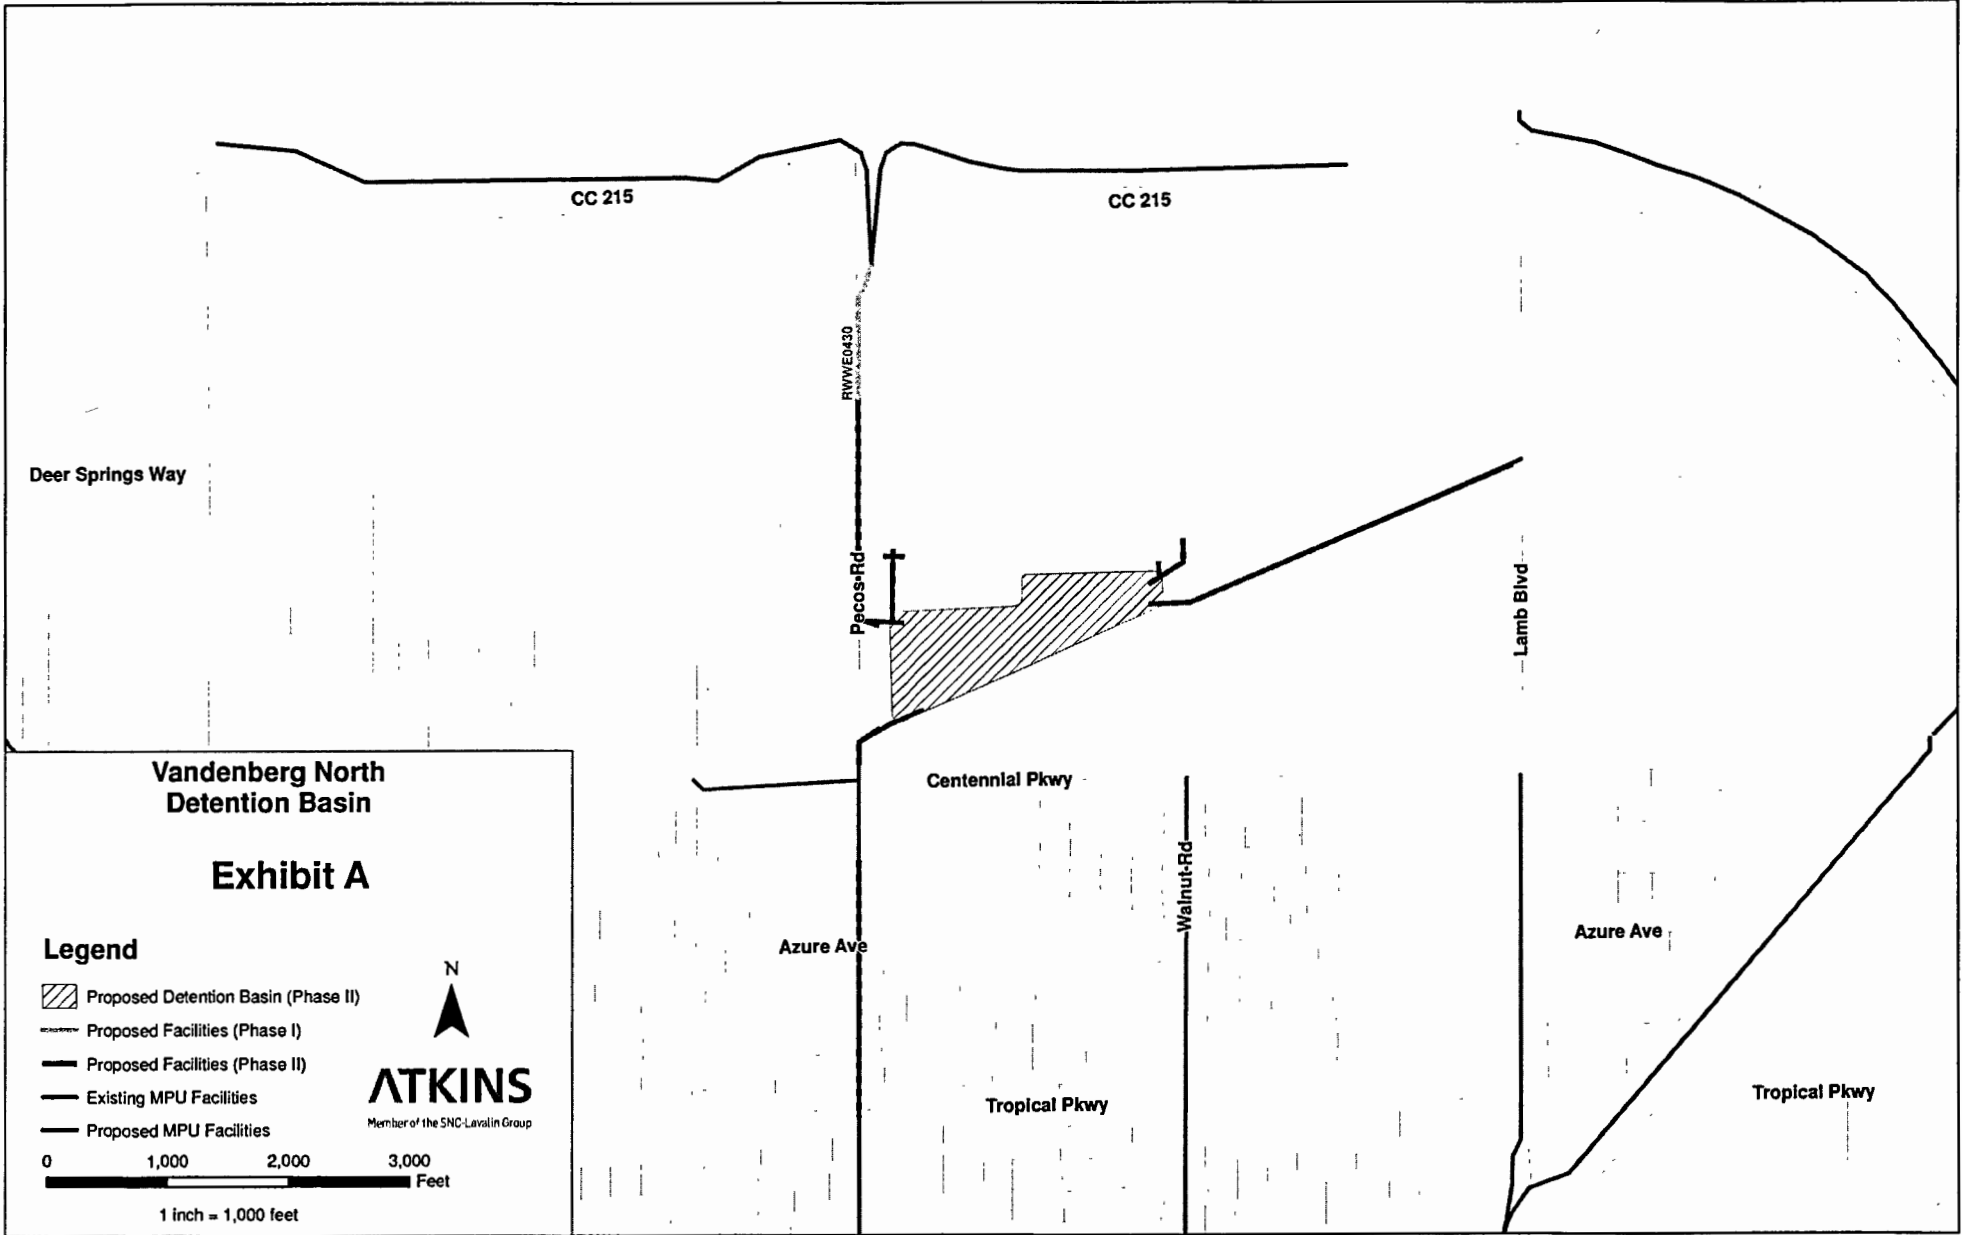 CC 215
CC 215
RWWE0430
Deer Springs Way
Pecos Rd
Lamb Blvd
Centennial Pkwy
Walnut Rd
Azure Ave
Azure Ave
Tropical Pkwy
Tropical Pkwy
Vandenberg North
Detention Basin
Exhibit A
Legend
Proposed Detention Basin (Phase II)
Proposed Facilities (Phase I)
Proposed Facilities (Phase II)
Existing MPU Facilities
Proposed MPU Facilities
N
ATKINS
Member of the SNC-Lavalin Group
0 1,000 2,000 3,000
Feet
1 inch = 1,000 feet